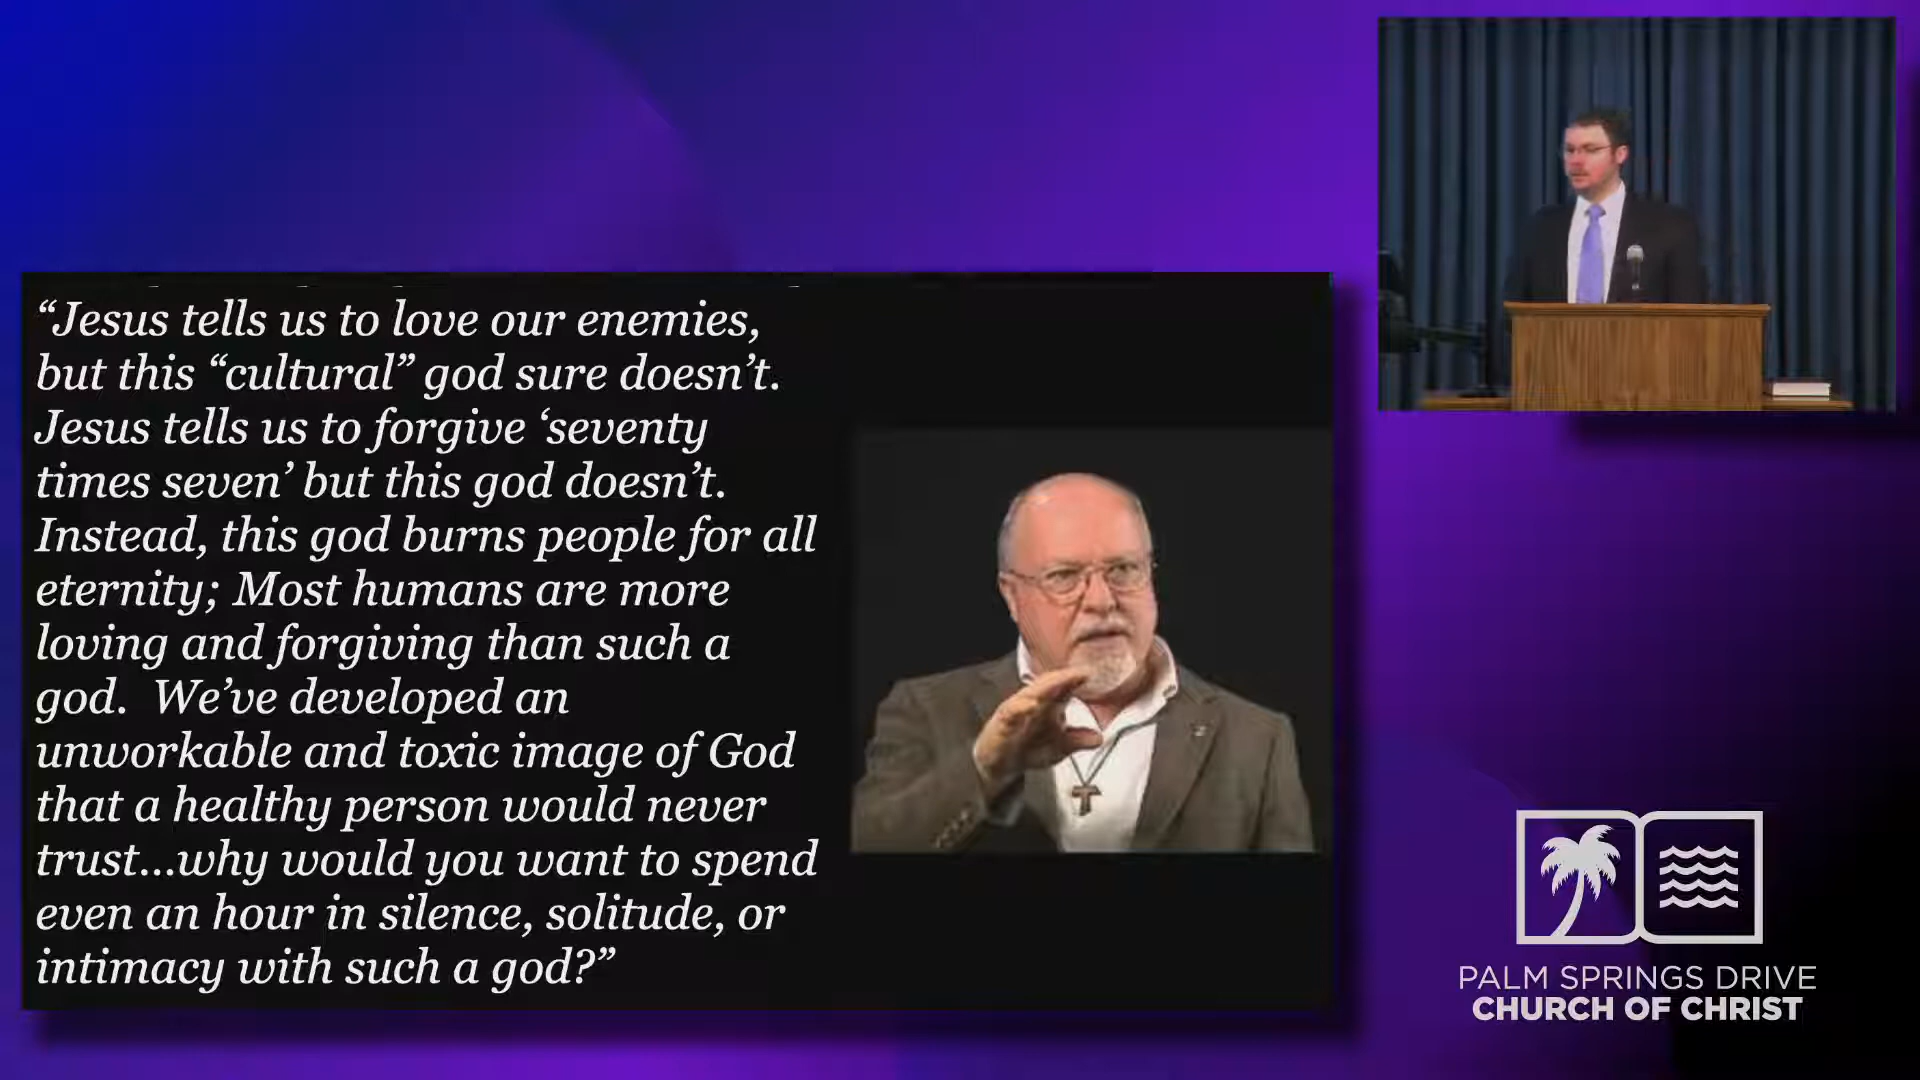 “Jesus tells us to love our enemies,
but this “cultural” god sure doesn’t.
Jesus tells us to forgive ‘seventy
times seven’ but this god doesn’t.
Instead, this god burns people for all
eternity; Most humans are more
loving and forgiving than such a
god.  We’ve developed an
unworkable and toxic image of God
that a healthy person would never
trust...why would you want to spend
even an hour in silence, solitude, or
intimacy with such a god?”
PALM SPRINGS DRIVE
CHURCH OF CHRIST